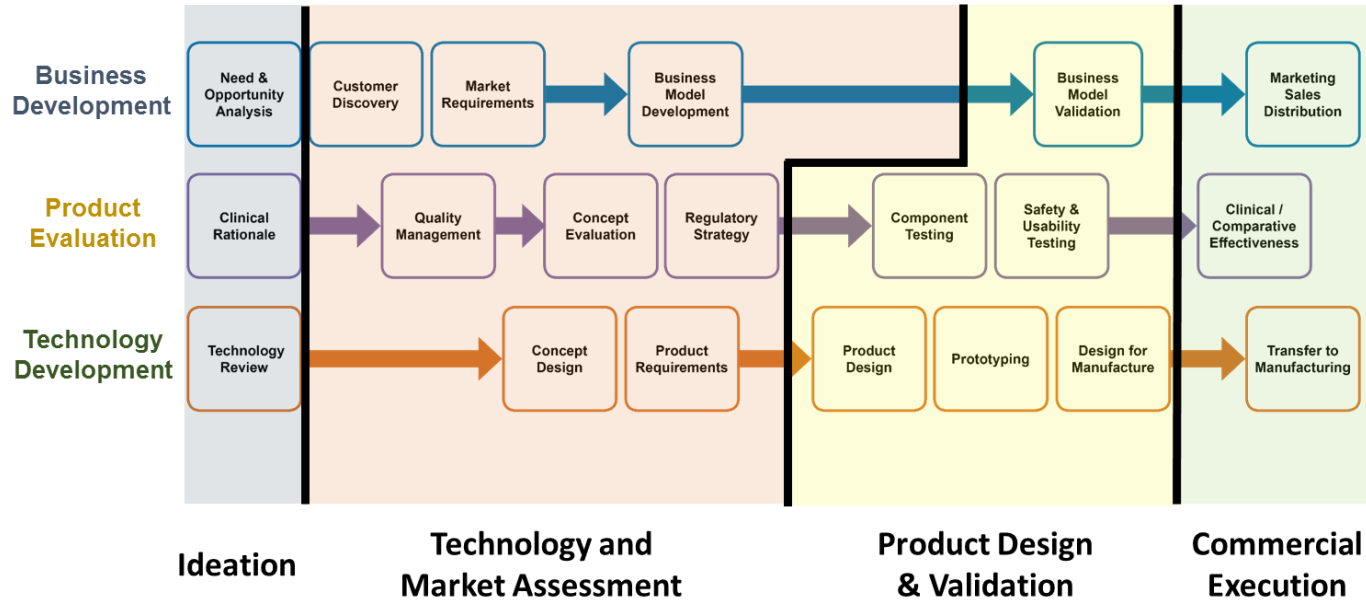 Business
Development
Need &
Opportunity
Analysis
Customer
Discovery
Market
Requirements
Business
Model
Development
Business
Model
Validation
Marketing
Sales
Distribution
Product
Evaluation
Clinical
Rationale
Quality
Management
Concept
Evaluation
Regulatory
Strategy
Component
Testing
Safety &
Usability
Testing
Clinical /
Comparative
Effectiveness
Technology
Development
Technology
Review
Concept
Design
Product
Requirements
Product
Design
Prototyping
Design for
Manufacture
Transfer to
Manufacturing
Ideation
Technology and
Market Assessment
Product Design
& Validation
Commercial
Execution